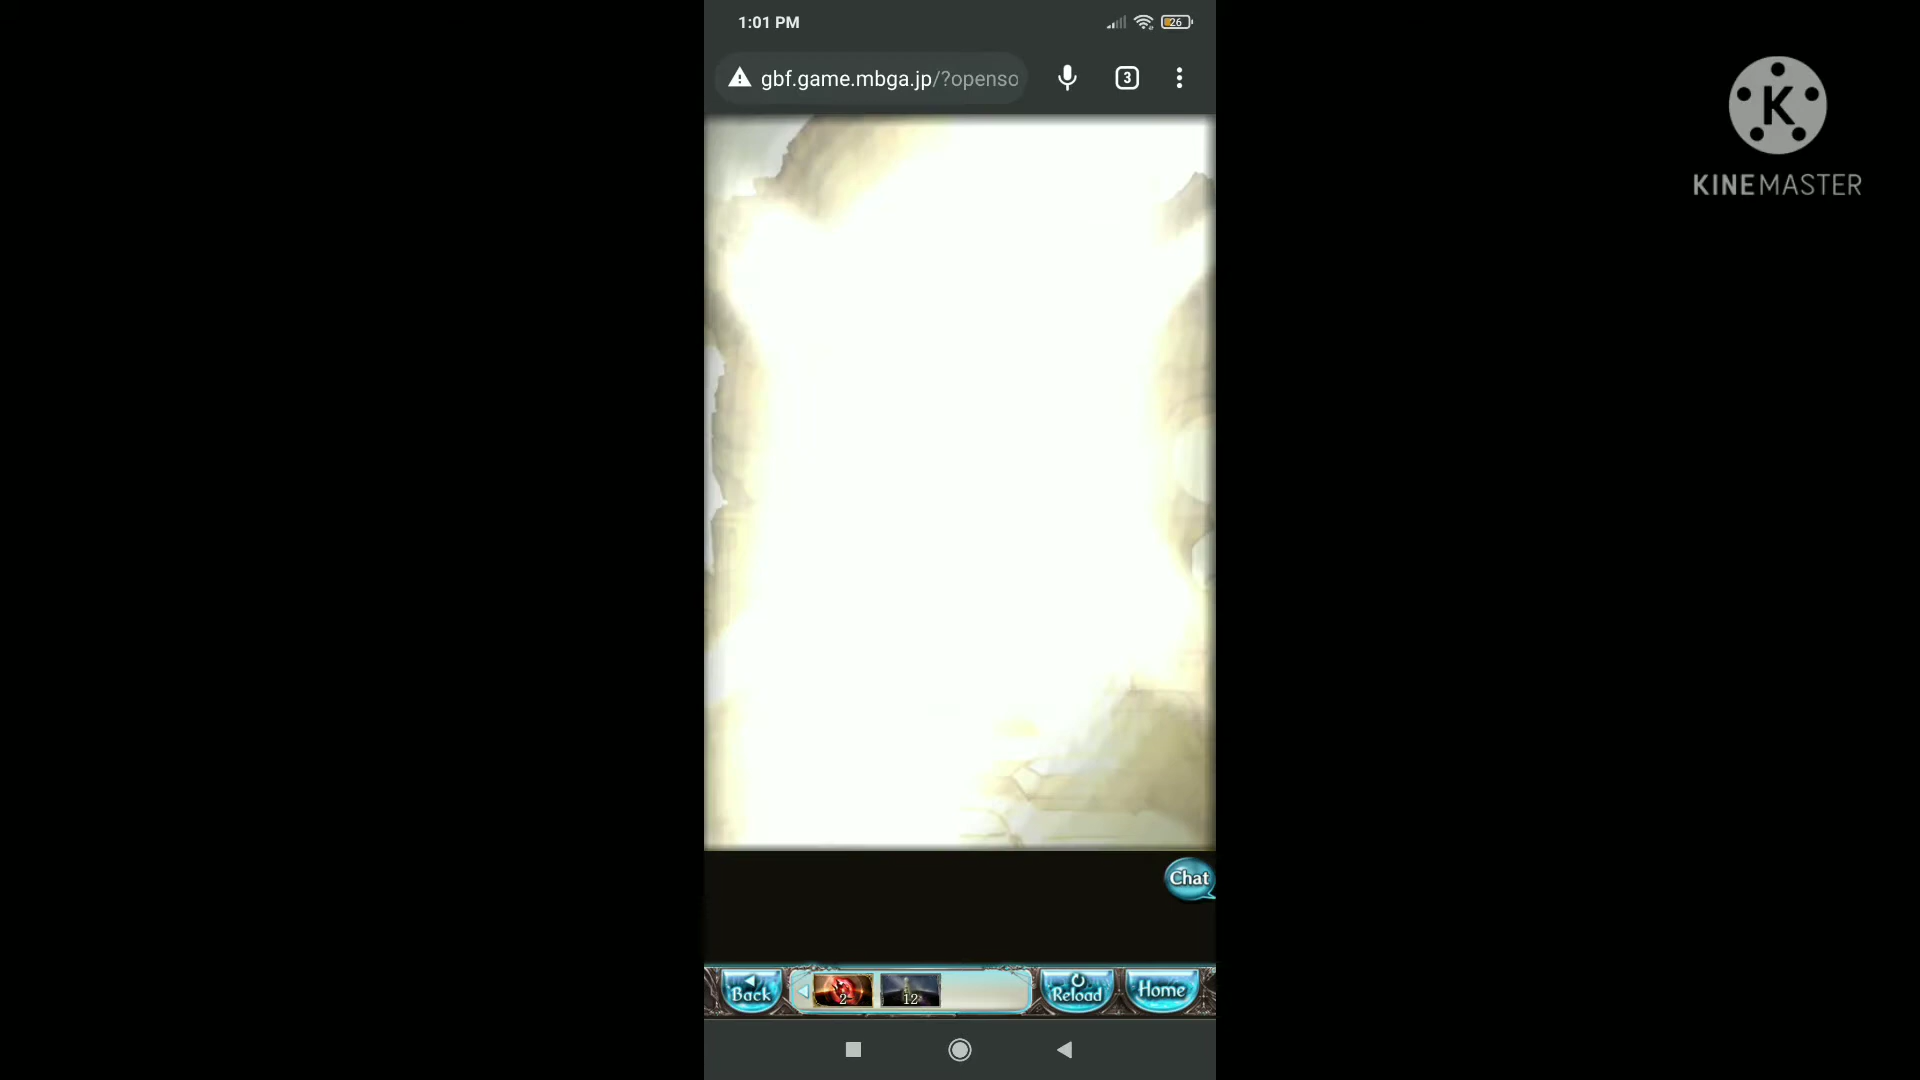 1:01 PM
26
gbf.game.mbga.jp/?openso
3
K
KINEMASTER
Chat
Back
2
12
Reload
Home